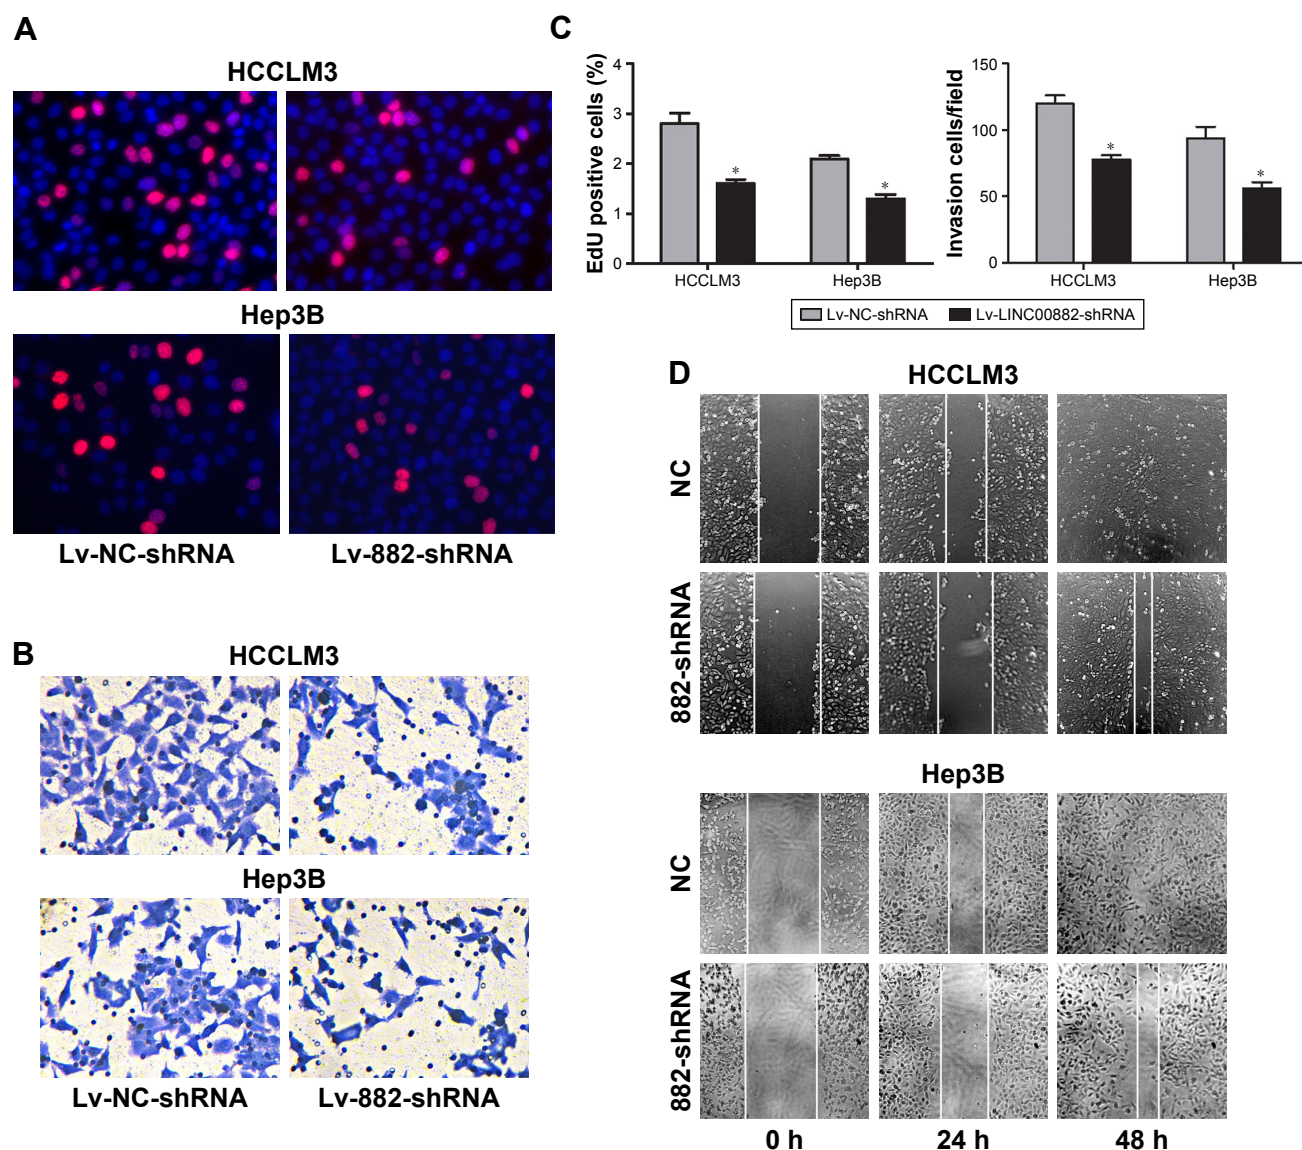 A
HCCLM3
Hep3B
Lv-NC-shRNA Lv-882-shRNA
B
HCCLM3
Hep3B
Lv-NC-shRNA Lv-882-shRNA
C
EdU positive cells (%)
4
3
2
1
0
* *
HCCLM3 Hep3B
Invasion cells/field
150
100
50
0
* *
HCCLM3 Hep3B
Lv-NC-shRNA Lv-LINC00882-shRNA
D
HCCLM3
NC
882-shRNA
Hep3B
NC
882-shRNA
0 h 24 h 48 h